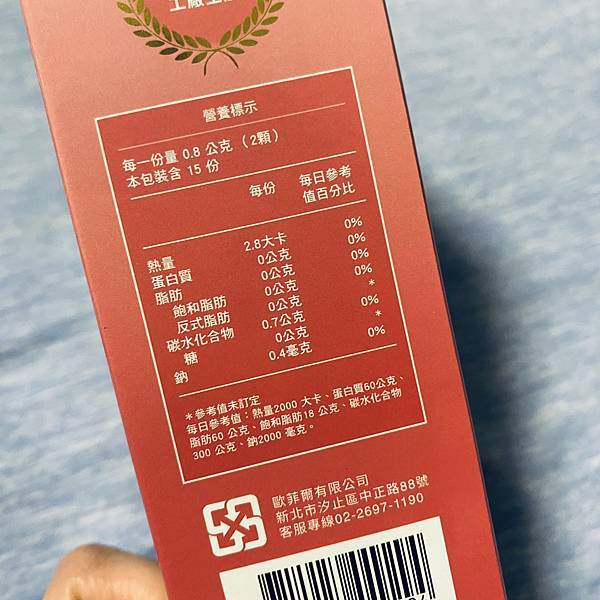 營養標示
每一份量 0.8 公克 (2顆)
本包裝含 15 份
每份 每日參考值百分比
熱量 2.8大卡 0%
蛋白質 0公克 0%
脂肪 0公克 0%
飽和脂肪 0公克 0%
反式脂肪 0公克 *
碳水化合物 0.7公克 0%
糖 0公克 *
鈉 0.4毫克 0%
*參考值未訂定
每日參考值:熱量2000 大卡、蛋白質60公克、
脂肪60 公克、飽和脂肪18 公克、碳水化合物
300 公克、鈉2000 毫克。
歐菲爾有限公司
新北市汐止區中正路88號
客服專線02-2697-1190